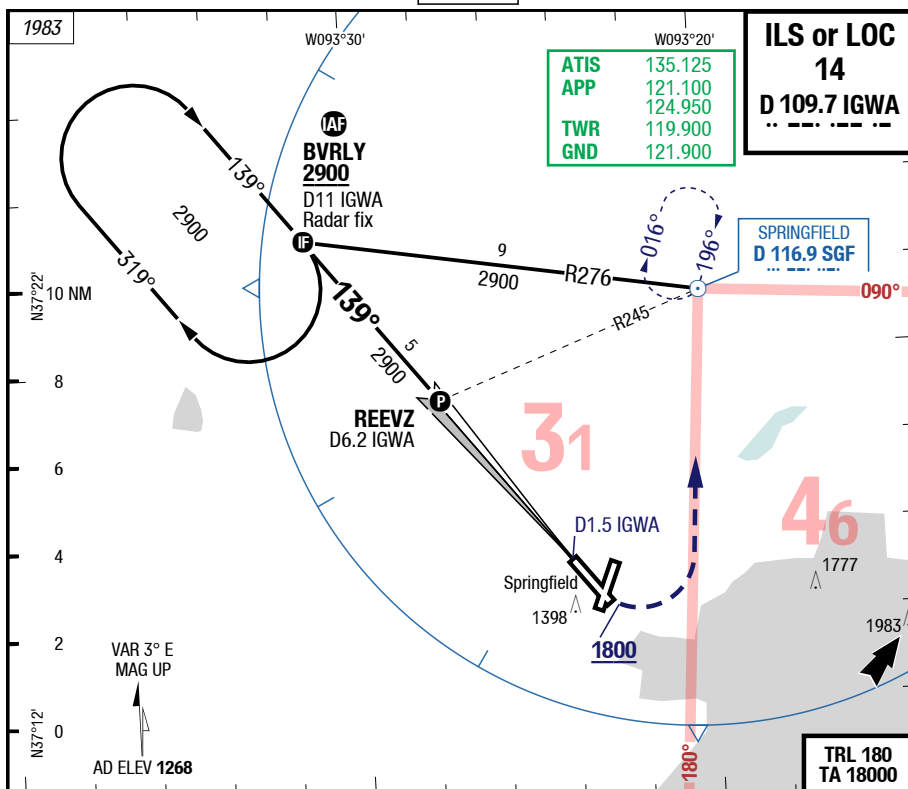 1983
W093°30'
W093°20'
ILS or LOC
14
D 109.7 IGWA
ATIS 135.125
APP 121.100
124.950
TWR 119.900
GND 121.900
IAF
BVRLY
2900
D11 IGWA
Radar fix
139°
2900
319°
IF
9
2900
R276
016°
196°
SPRINGFIELD
D 116.9 SGF
090°
N37°22'
10 NM
139°
5
2900
R245
8
P
REEVZ
D6.2 IGWA
31
6
46
D1.5 IGWA
4
Springfield
1777
1398
1983
2
1800
VAR 3° E
MAG UP
N37°12'
0
180°
AD ELEV 1268
TRL 180
TA 18000